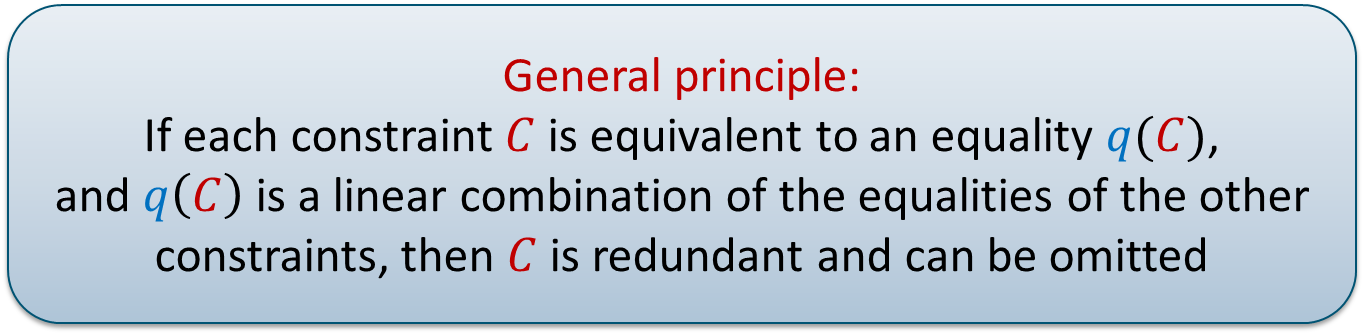 General principle:
If each constraint C is equivalent to an equality q(C),
and q(C) is a linear combination of the equalities of the other
constraints, then C is redundant and can be omitted